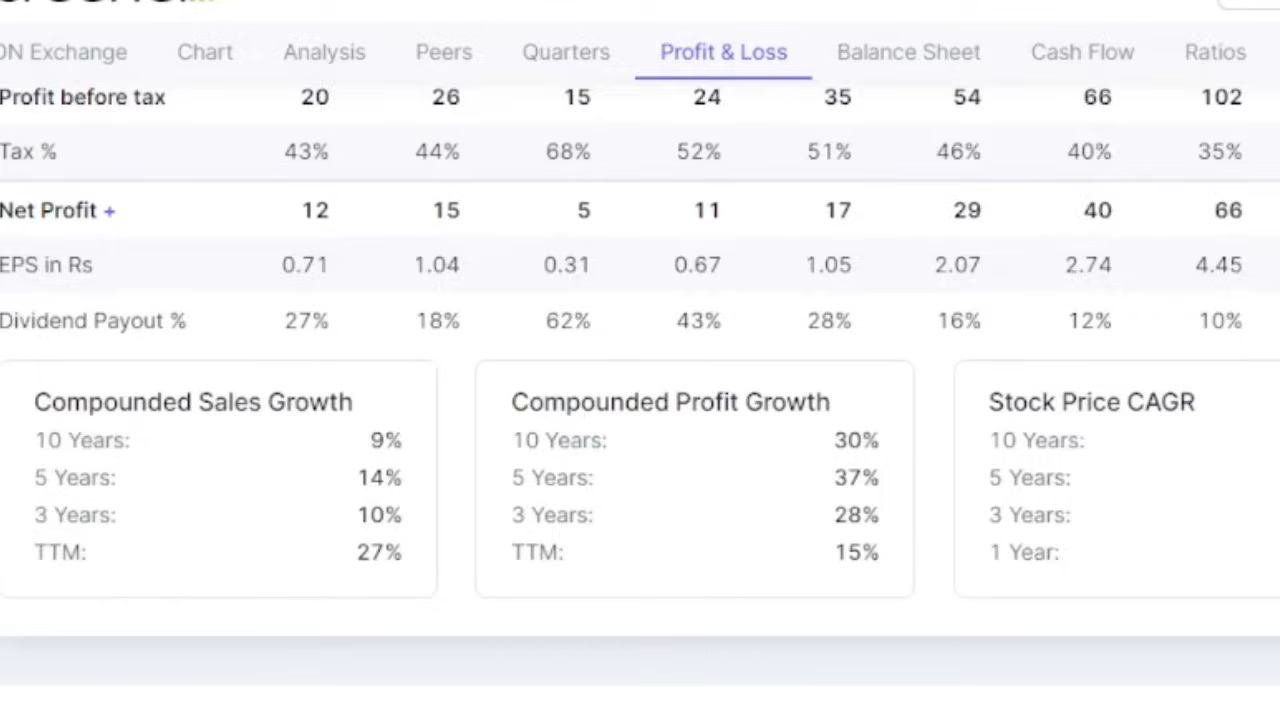 ON Exchange Chart Analysis Peers Quarters Profit & Loss Balance Sheet Cash Flow Ratios
Profit before tax 20 26 15 24 35 54 66 102
Tax % 43% 44% 68% 52% 51% 46% 40% 35%
Net Profit + 12 15 5 11 17 29 40 66
EPS in Rs 0.71 1.04 0.31 0.67 1.05 2.07 2.74 4.45
Dividend Payout % 27% 18% 62% 43% 28% 16% 12% 10%
Compounded Sales Growth
10 Years: 9%
5 Years: 14%
3 Years: 10%
TTM: 27%
Compounded Profit Growth
10 Years: 30%
5 Years: 37%
3 Years: 28%
TTM: 15%
Stock Price CAGR
10 Years:
5 Years:
3 Years:
1 Year: